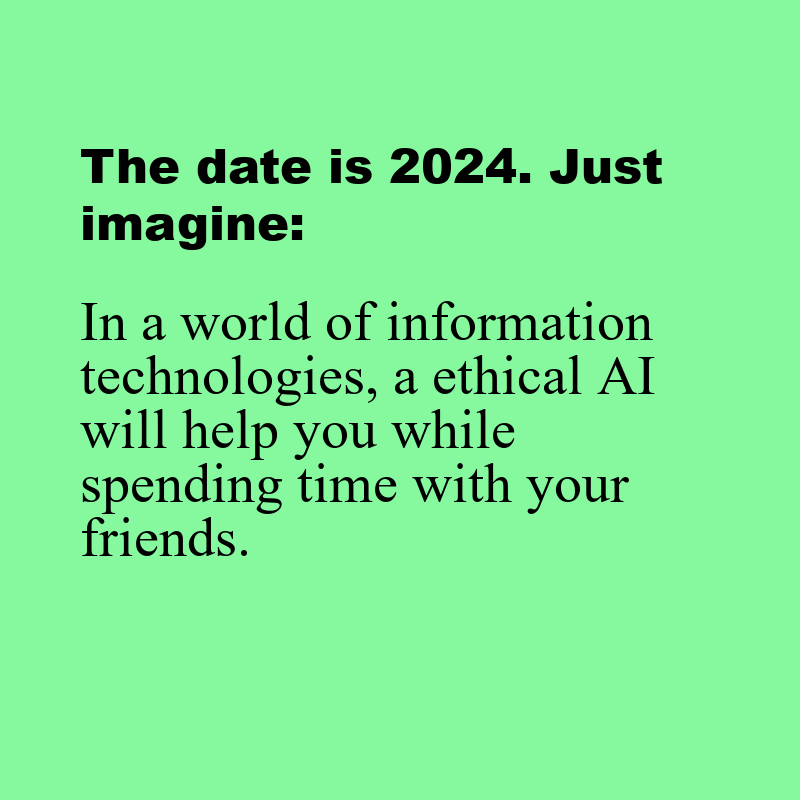 The date is 2024. Just
imagine:
In a world of information
technologies, a ethical AI
will help you while
spending time with your
friends.